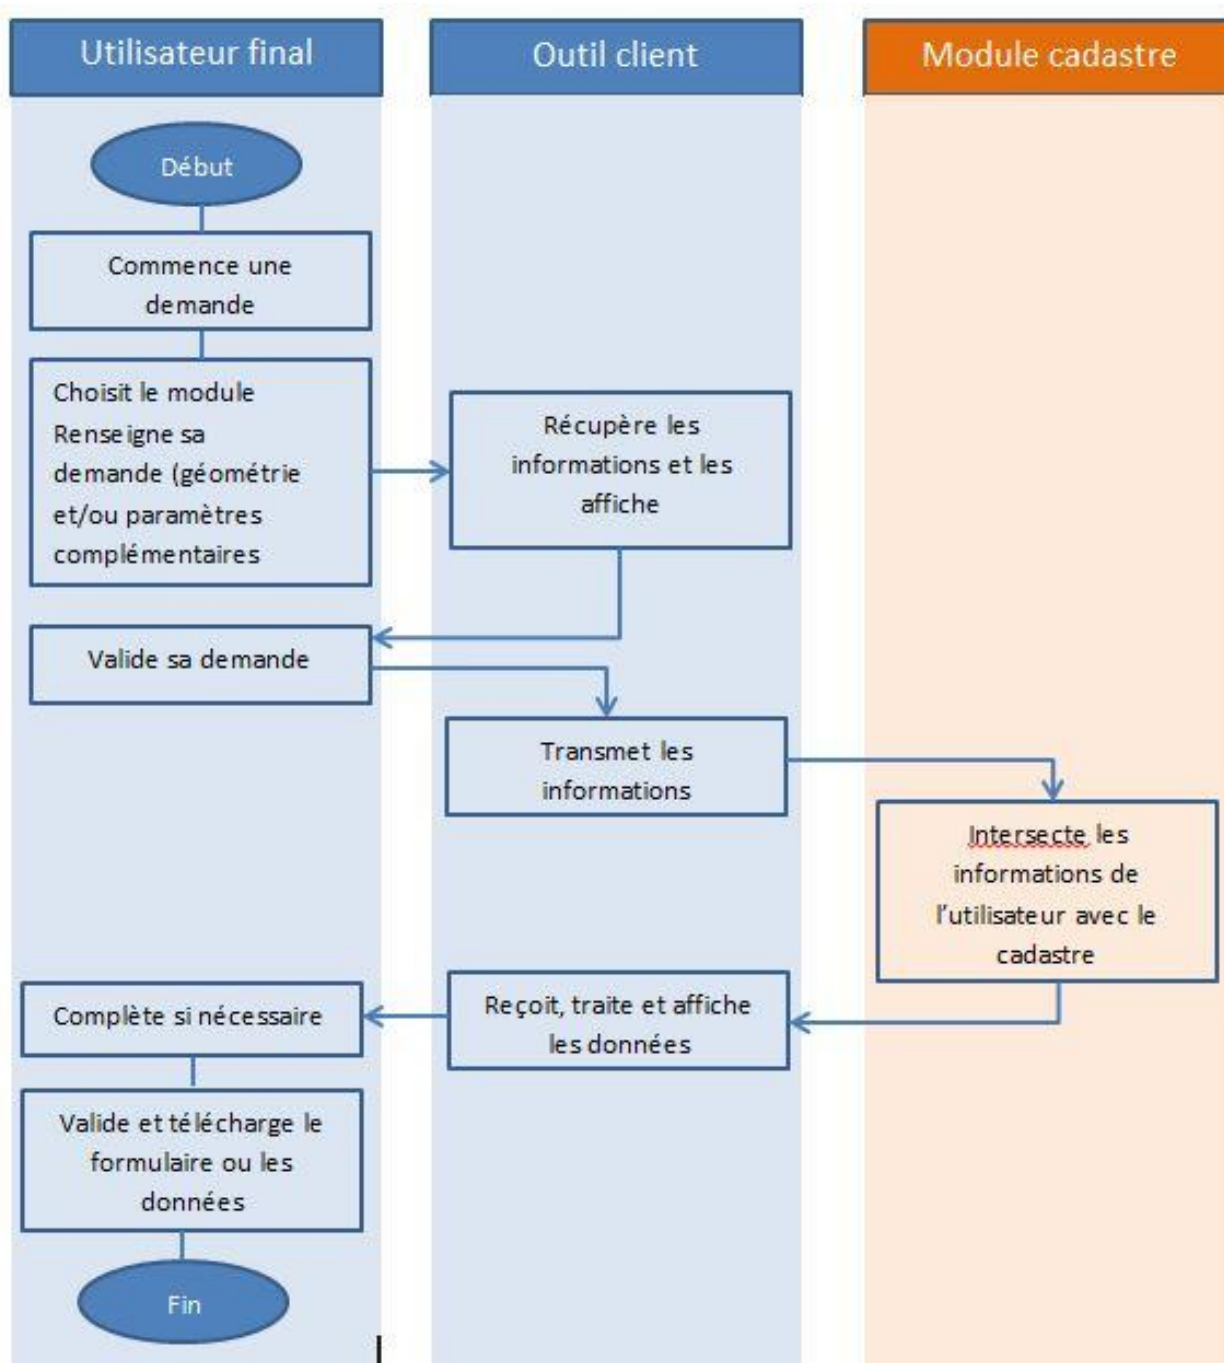 Utilisateur final
Outil client
Module cadastre
Début
Commence une
demande
Choisit le module
Renseigne sa
demande (géométrie
et/ou paramètres
complémentaires
Récupère les
informations et les
affiche
Valide sa demande
Transmet les
informations
Intersecte les
informations de
l'utilisateur avec le
cadastre
Reçoit, traite et affiche
les données
Complète si nécessaire
Valide et télécharge le
formulaire ou les
données
Fin